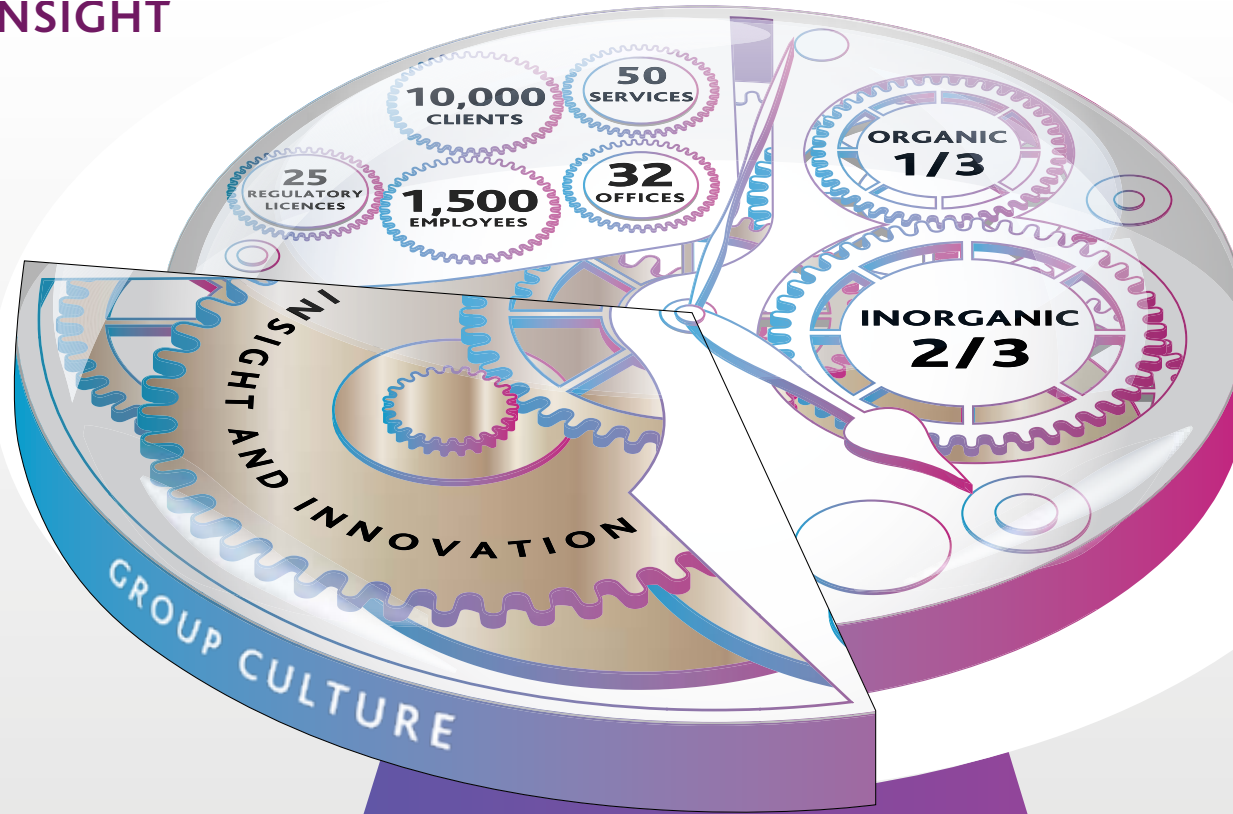 NSIGHT
10,000
CLIENTS
50
SERVICES
25
REGULATORY
LICENCES
1,500
EMPLOYEES
32
OFFICES
ORGANIC
1/3
INORGANIC
2/3
INSIGHT AND INNOVATION
GROUP CULTURE